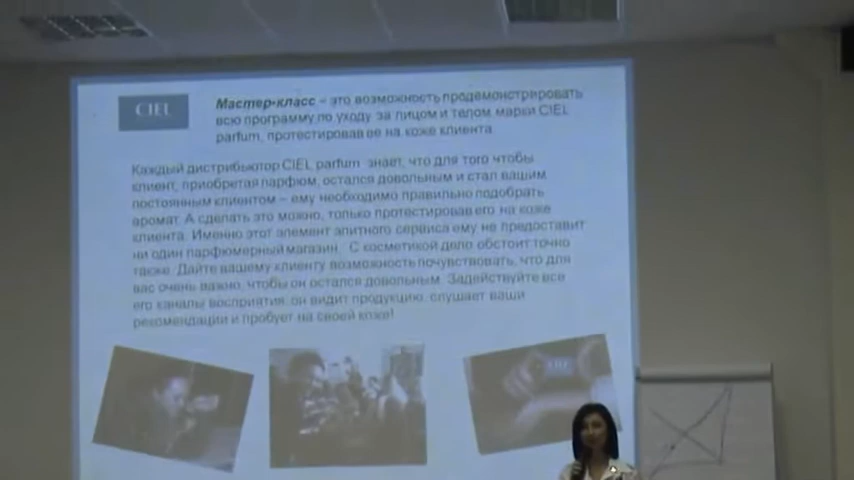 CIEL
Мастер-класс – это возможность продемонстрировать
всю программу по уходу за лицом и телом марки CIEL
parfum, протестировав ее на коже клиента
Каждый дистрибьютор CIEL parfum знает, что для того чтобы
клиент, приобретая парфюм, остался довольным и стал вашим
постоянным клиентом – ему необходимо правильно подобрать
аромат. А сделать это можно, только протестировав его на коже
клиента. Именно этот элемент элитного сервиса ему не предоставит
ни один парфюмерный магазин. С косметикой дело обстоит точно
также. Дайте вашему клиенту возможность почувствовать, что для
вас очень важно, чтобы он остался довольным. Задействуйте все
его каналы восприятия, он видит продукцию, слушает ваши
рекомендации и пробует на своей коже!